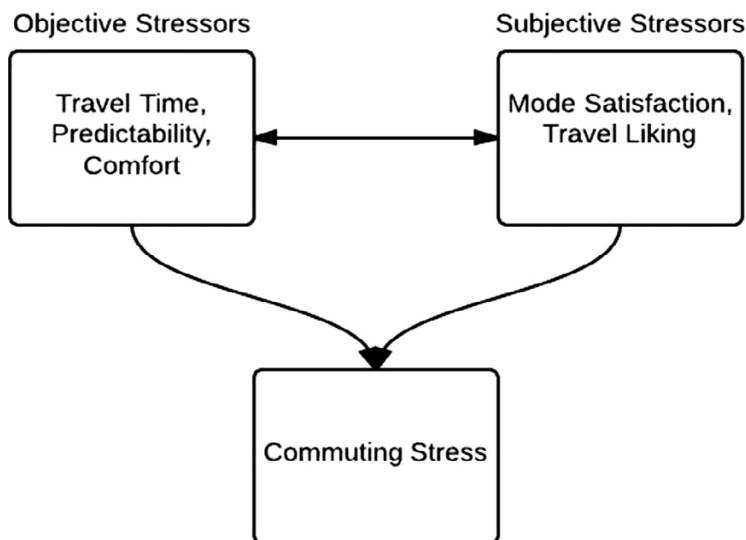 Objective Stressors
Travel Time,
Predictability,
Comfort
Subjective Stressors
Mode Satisfaction,
Travel Liking
Commuting Stress